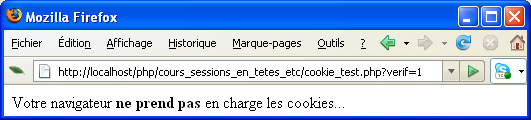 Mozilla Firefox
Fichier Édition Affichage Historique Marque-pages Outils ?
http://localhost/php/cours_sessions_en_tetes_etc/cookie_test.php?verif=1
Votre navigateur ne prend pas en charge les cookies...